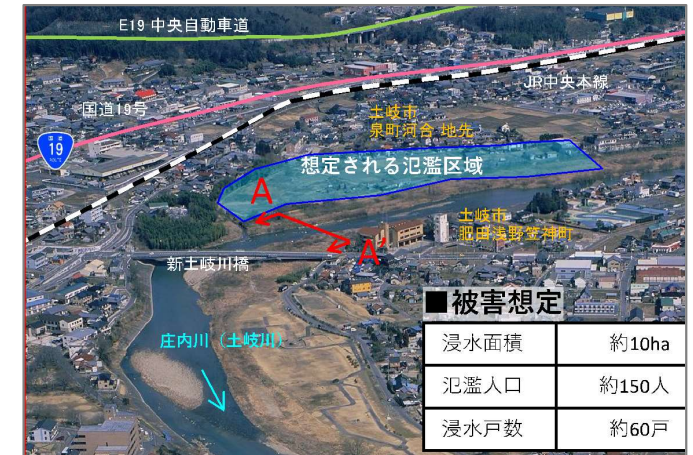 E19 中央自動車道
JR中央本線
国道19号
国道
19
ROUTE
土岐市
泉町河合 地先
想定される氾濫区域
A
A'
土岐市
肥田浅野笠神町
新土岐川橋
庄内川（土岐川）
■被害想定
浸水面積 約10ha
氾濫人口 約150人
浸水戸数 約60戸